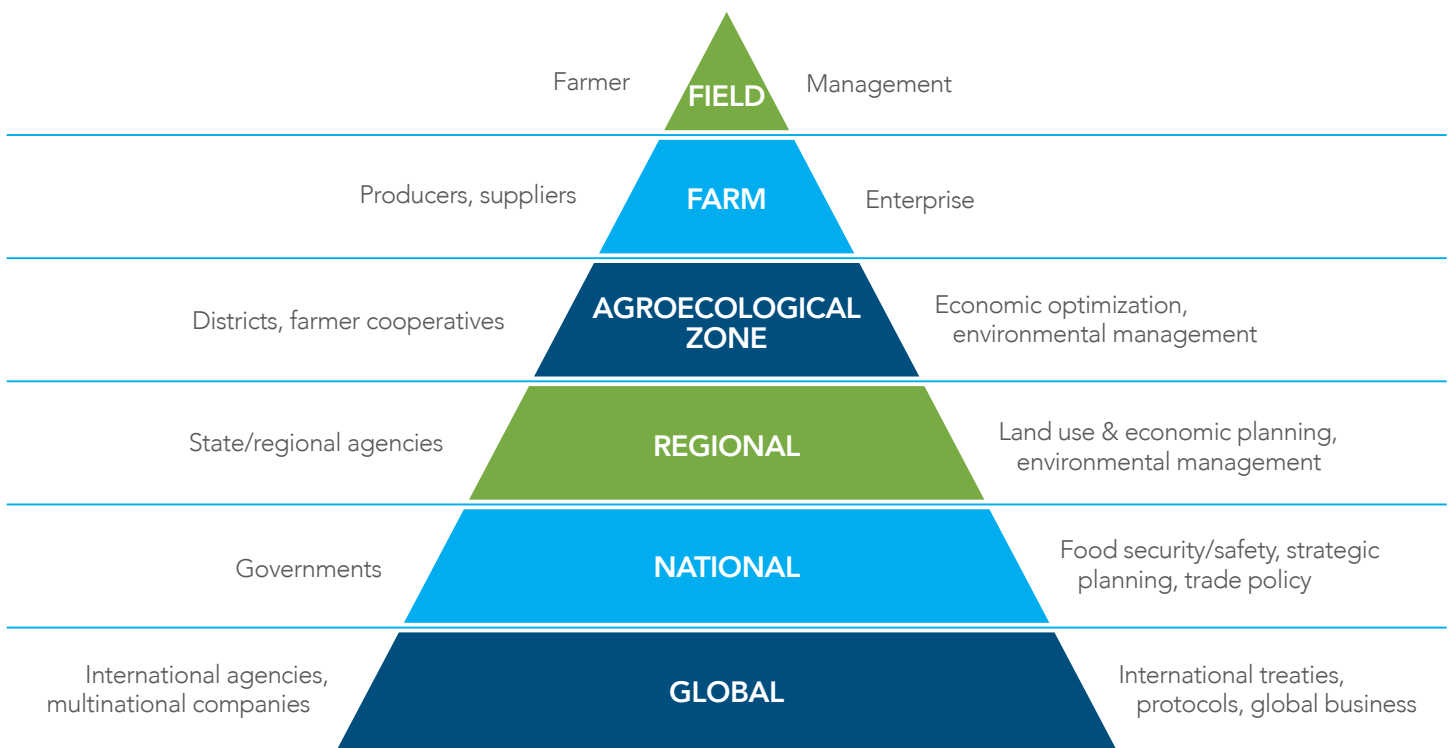 Farmer
FIELD
Management
Producers, suppliers
FARM
Enterprise
Districts, farmer cooperatives
AGROECOLOGICAL
ZONE
Economic optimization,
environmental management
State/regional agencies
REGIONAL
Land use & economic planning,
environmental management
Governments
NATIONAL
Food security/safety, strategic
planning, trade policy
International agencies,
multinational companies
GLOBAL
International treaties,
protocols, global business